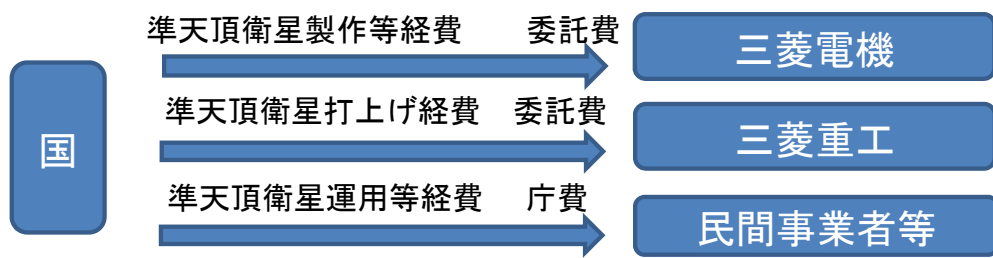 準天頂衛星製作等経費 委託費
三菱電機
国
準天頂衛星打上げ経費 委託費
三菱重工
準天頂衛星運用等経費 庁費
民間事業者等